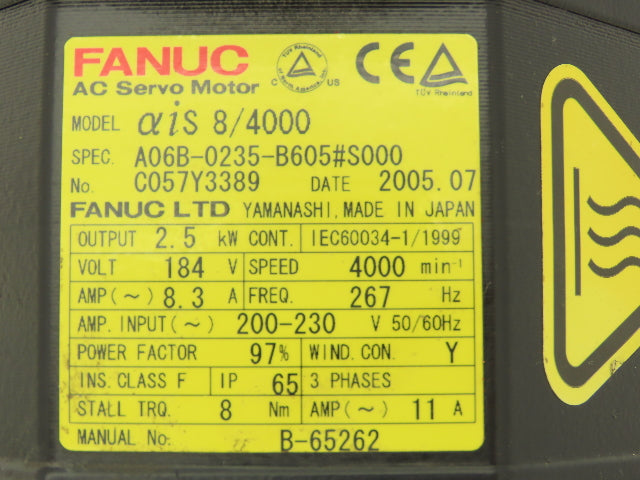 FANUC
AC Servo Motor
TÜV Rheinland
C US
CE
TÜV Rheinland
MODEL αiS 8/4000
SPEC. A06B-0235-B605#S000
No. C057Y3389 DATE 2005.07
FANUC LTD YAMANASHI, MADE IN JAPAN
OUTPUT 2.5 kW CONT. IEC60034-1/1999
VOLT 184 V SPEED 4000 min⁻¹
AMP(~) 8.3 A FREQ. 267 Hz
AMP. INPUT(~) 200-230 V 50/60Hz
POWER FACTOR 97% WIND. CON. Y
INS. CLASS F IP 65 3 PHASES
STALL TRQ. 8 Nm AMP(~) 11 A
MANUAL No. B-65262